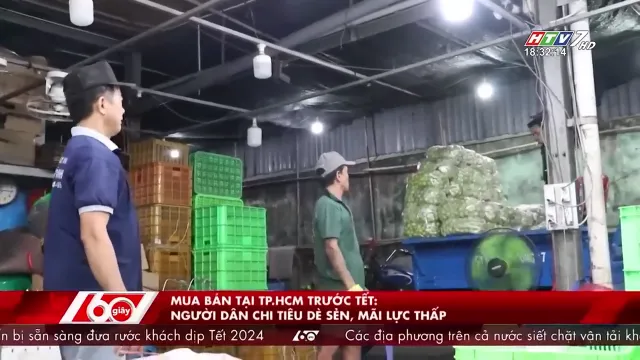 HTV7 HD
18:32:14
60 giây
MUA BÁN TẠI TP.HCM TRƯỚC TẾT:
NGƯỜI DÂN CHI TIÊU DÈ SẺN, MÃI LỰC THẤP
n bị sẵn sàng đưa rước khách dịp Tết 2024 Các địa phương trên cả nước siết chặt vận tải kh